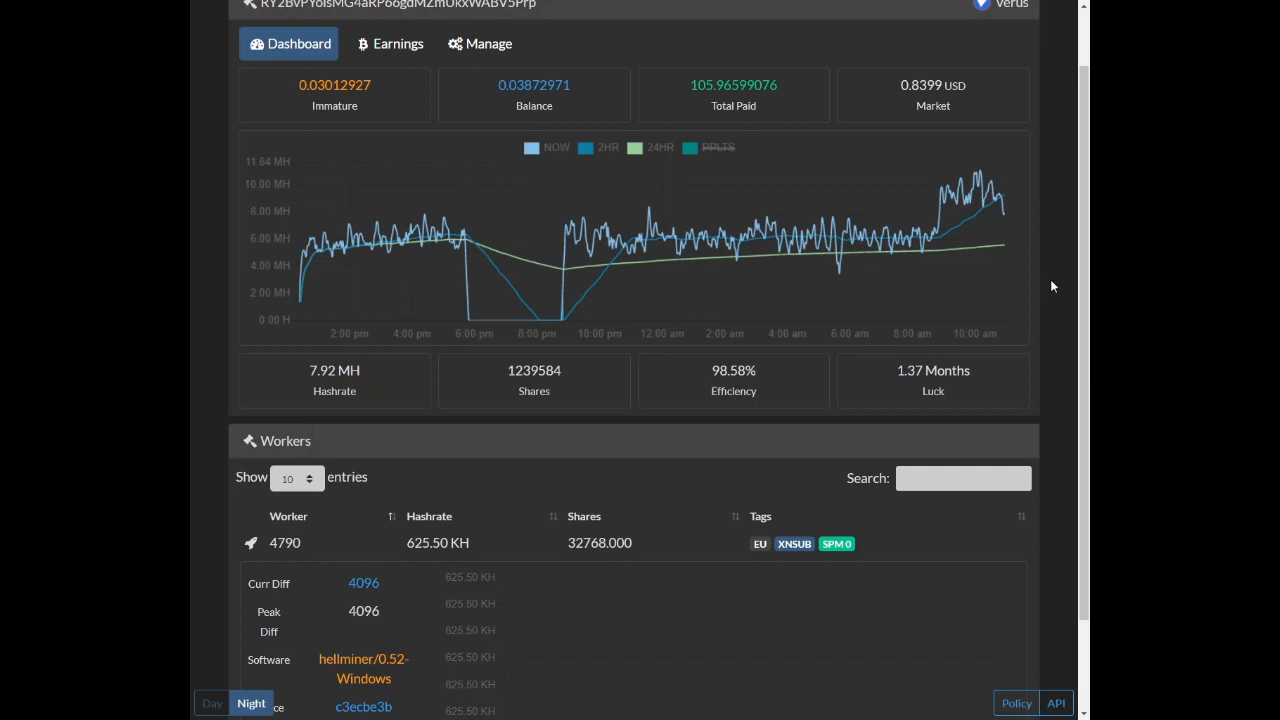 Verus
Dashboard Earnings Manage
0.03012927 0.03872971 105.96599076 0.8399 USD
Immature Balance Total Paid Market
NOW 2HR 24HR PPLTS
11.64 MH
10.00 MH
8.00 MH
6.00 MH
4.00 MH
2.00 MH
0.00 H
2:00 pm 4:00 pm 6:00 pm 8:00 pm 10:00 pm 12:00 am 2:00 am 4:00 am 6:00 am 8:00 am 10:00 am
7.92 MH 1239584 98.58% 1.37 Months
Hashrate Shares Efficiency Luck
Workers
Show 10 entries Search:
Worker Hashrate Shares Tags
4790 625.50 KH 32768.000 EU XNSUB SPM 0
Curr Diff 4096 625.50 KH
Peak Diff 4096 625.50 KH
625.50 KH
Software hellminer/0.52-Windows 625.50 KH
625.50 KH
c3ecbe3b 625.50 KH
Day Night Policy API